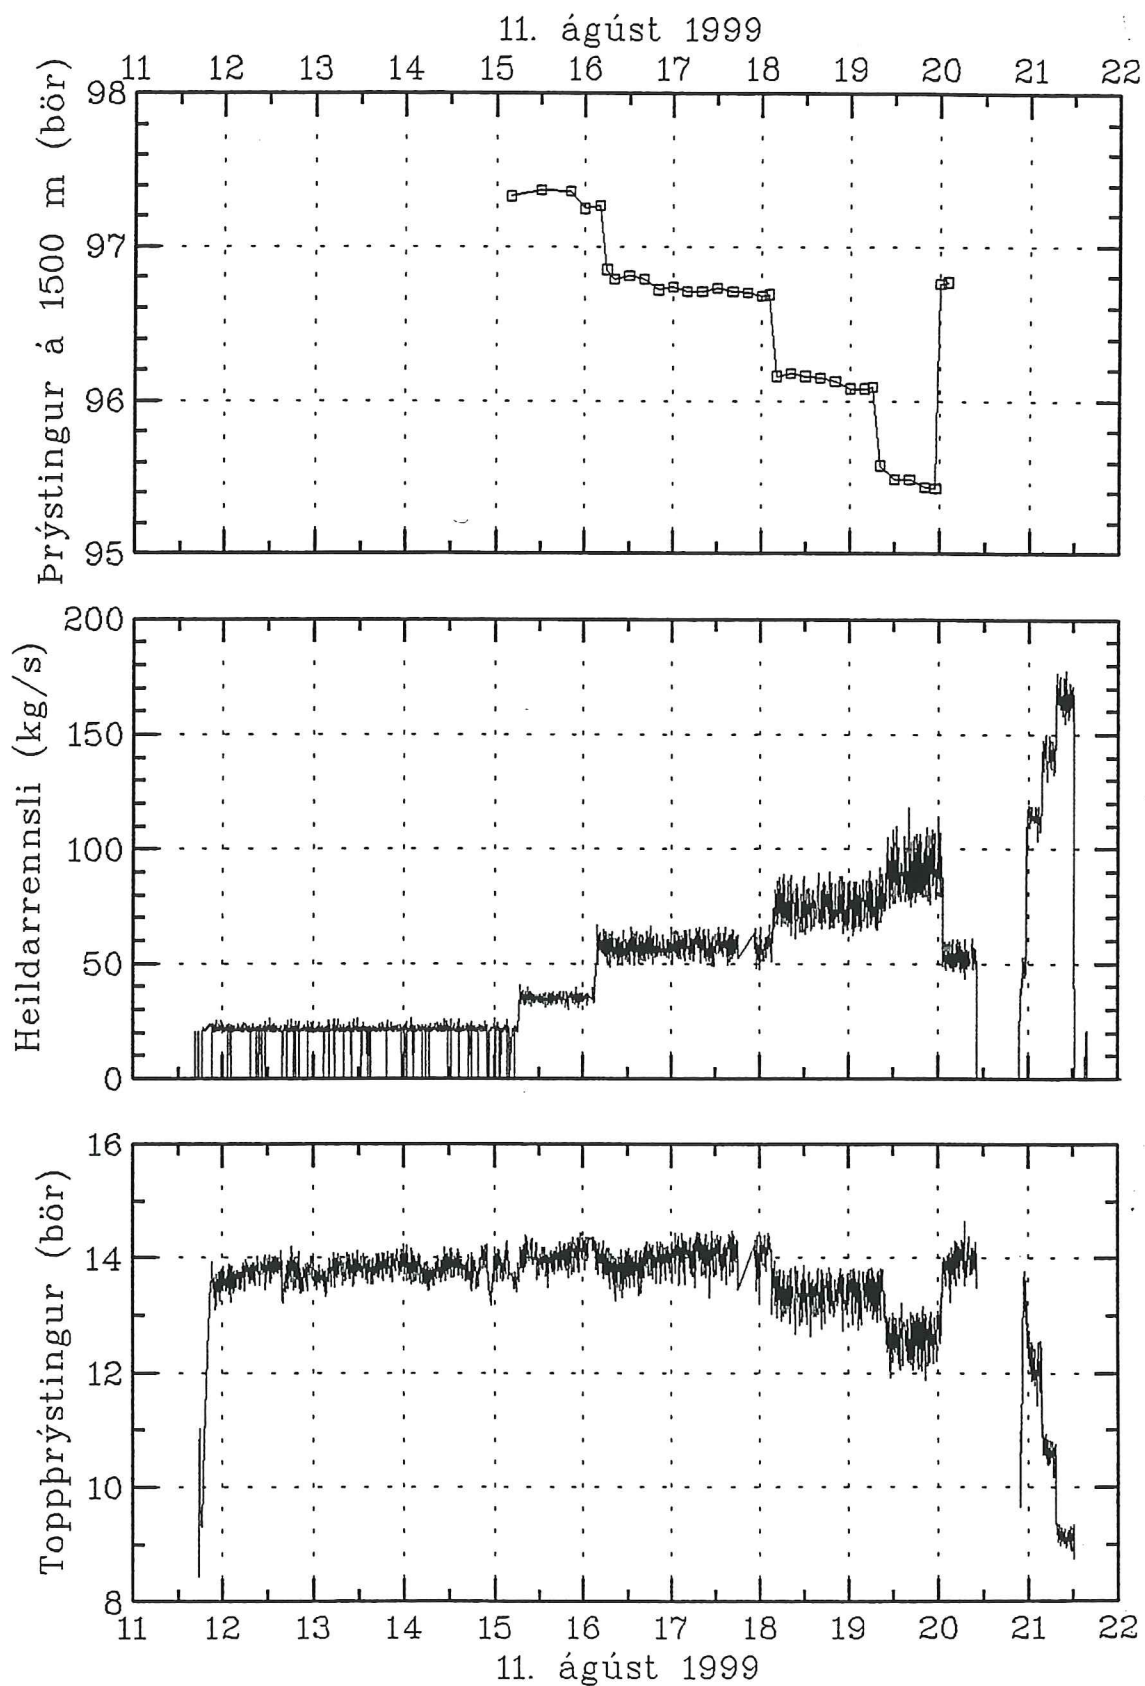 11. ágúst 1999
11 12 13 14 15 16 17 18 19 20 21 22
Þrýstingur á 1500 m (bör)
98
97
96
95
Heildarrennsli (kg/s)
200
150
100
50
0
Toppþrýstingur (bör)
16
14
12
10
8
11 12 13 14 15 16 17 18 19 20 21 22
11. ágúst 1999